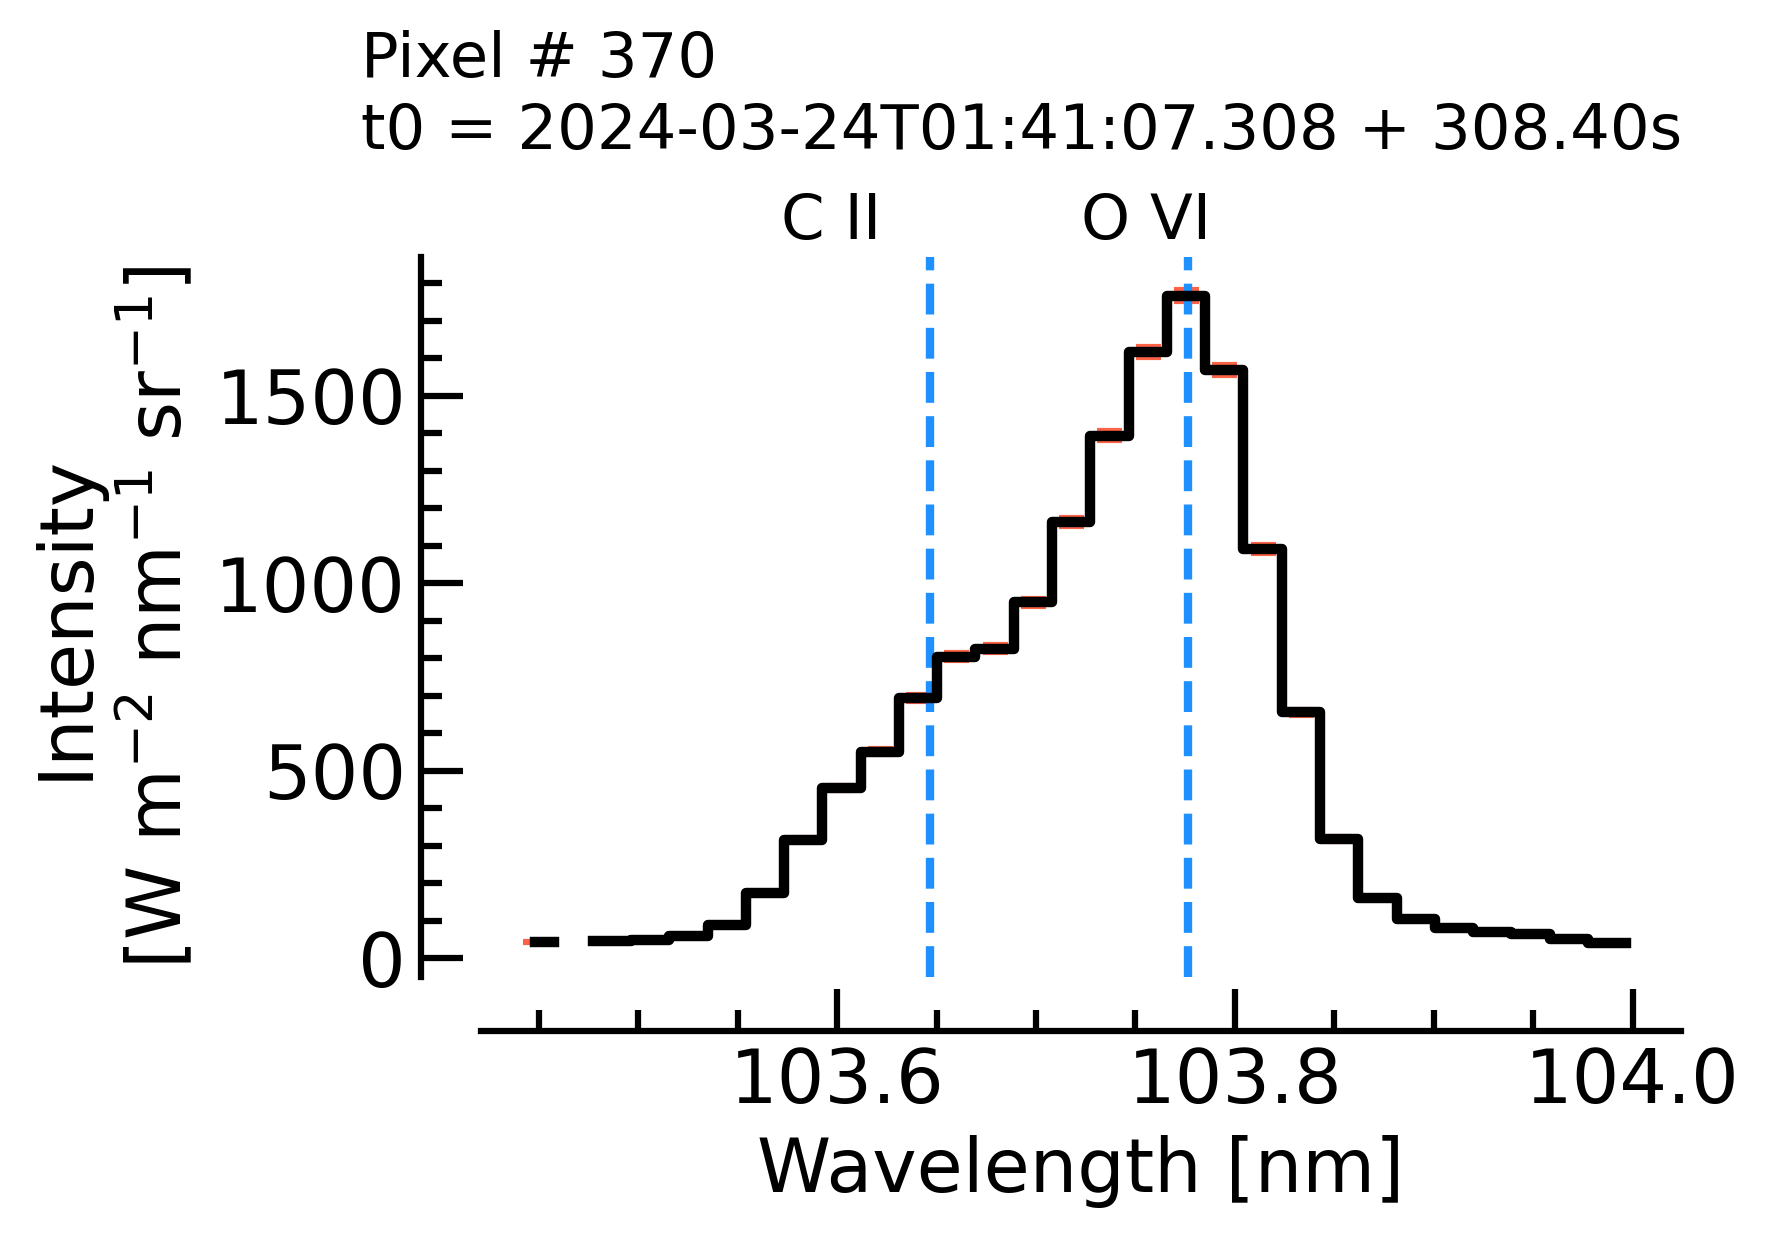 Pixel # 370
t0 = 2024-03-24T01:41:07.308 + 308.40s
C II
O VI
Intensity
[W m⁻² nm⁻¹ sr⁻¹]
1500
1000
500
0
103.6
103.8
104.0
Wavelength [nm]